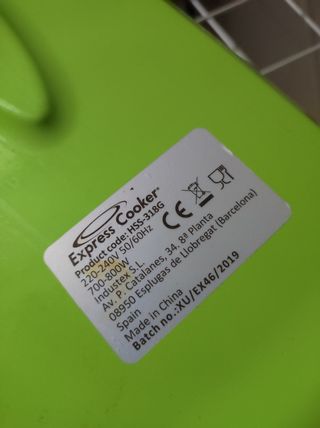 Express Cooker®
Product code: HSS-318G
220-240V 50/60Hz
700-800W
Industex S.L.
Av. P. Catalanes, 34, 8ª Planta
08950 Esplugas de Llobregat (Barcelona)
Spain
Made in China
Batch no.:XU/EX46/2019
CE